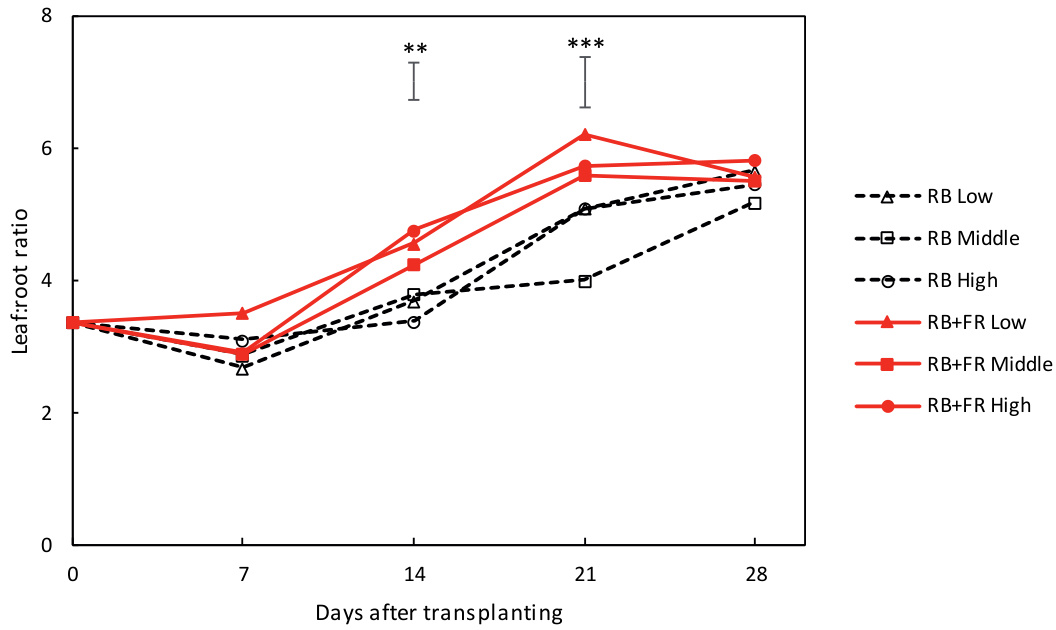 8
6
4
2
0
Leaf:root ratio
**
***
0 7 14 21 28
Days after transplanting
RB Low
RB Middle
RB High
RB+FR Low
RB+FR Middle
RB+FR High